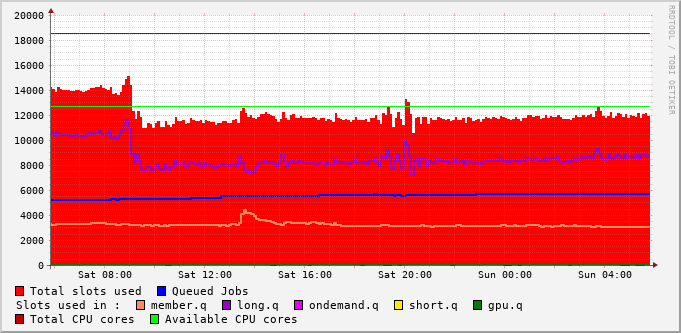 20000
18000
16000
14000
12000
10000
8000
6000
4000
2000
0
RRDTOOL / TOBI OETIKER
Sat 08:00 Sat 12:00 Sat 16:00 Sat 20:00 Sun 00:00 Sun 04:00
Total slots used Queued Jobs
Slots used in : member.q long.q ondemand.q short.q gpu.q
Total CPU cores Available CPU cores